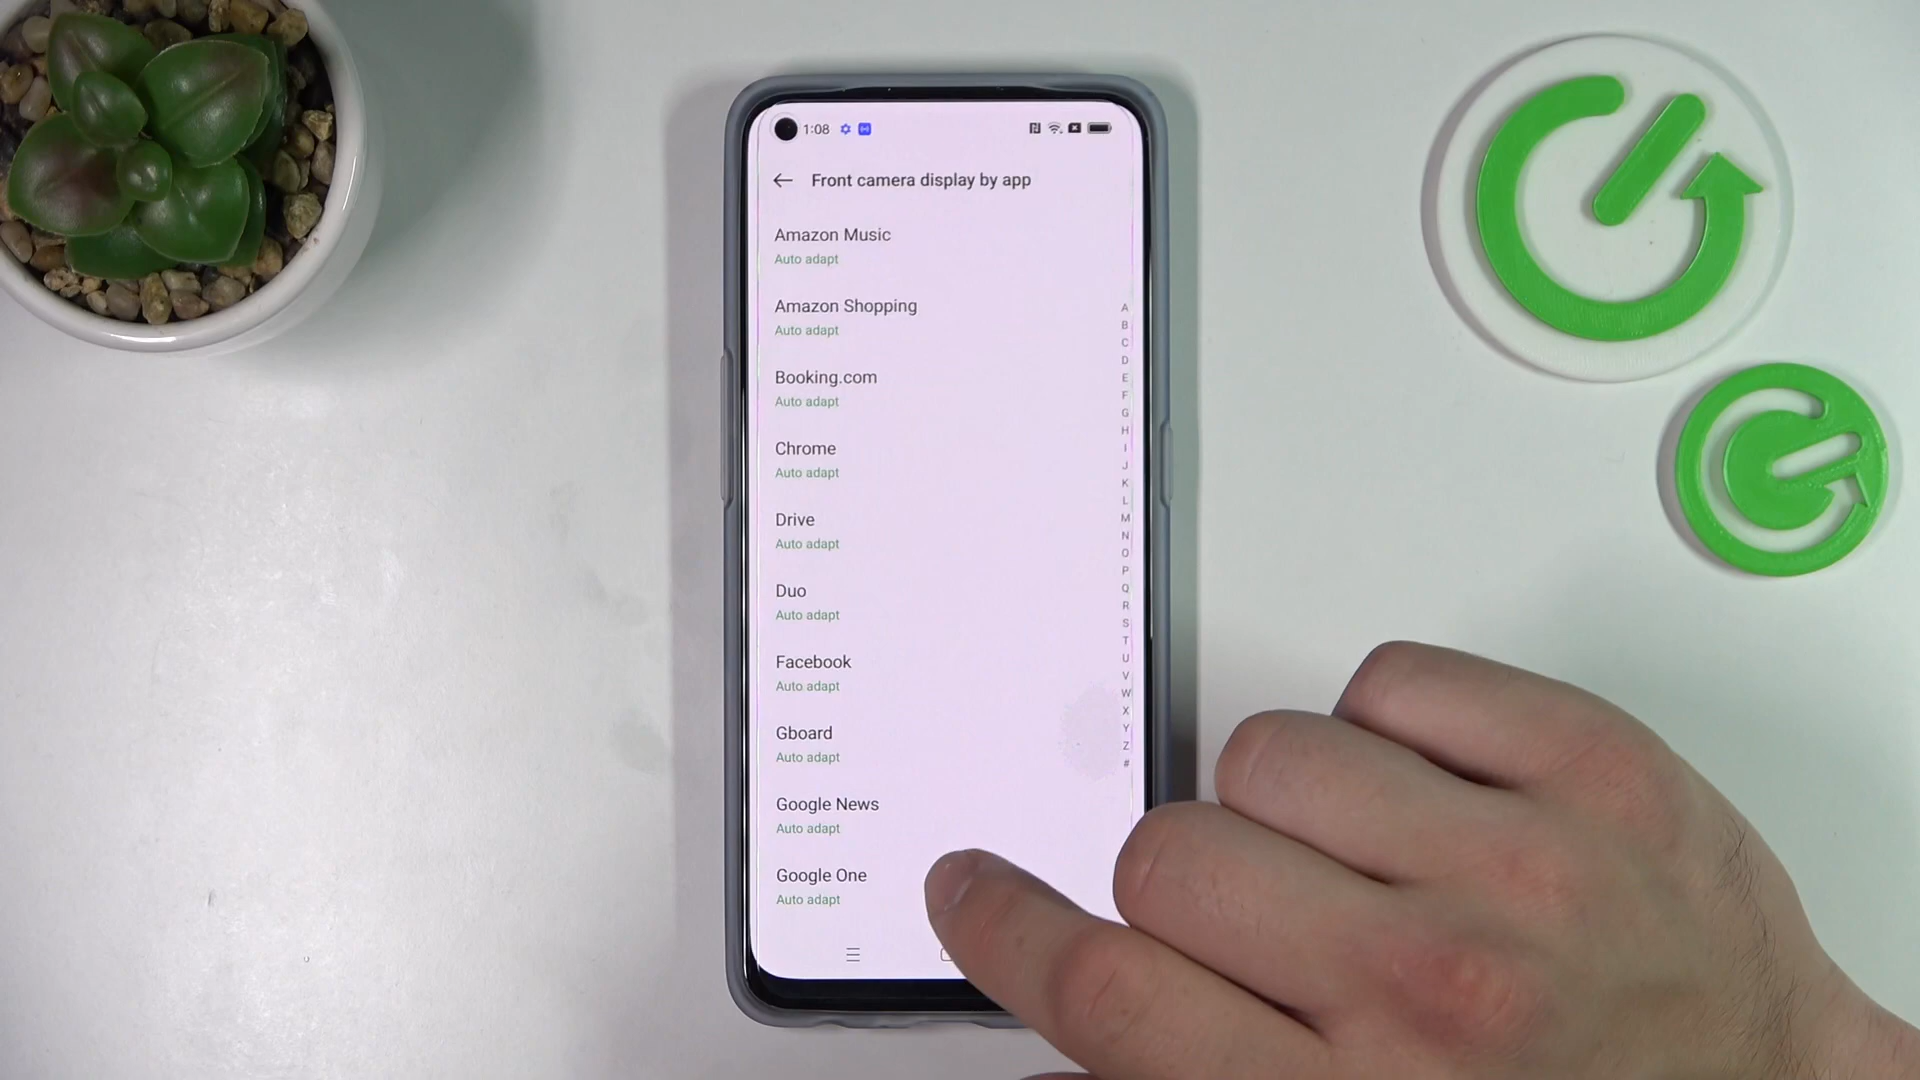 1:08
Front camera display by app
Amazon Music
Auto adapt
Amazon Shopping
Auto adapt
Booking.com
Auto adapt
Chrome
Auto adapt
Drive
Auto adapt
Duo
Auto adapt
Facebook
Auto adapt
Gboard
Auto adapt
Google News
Auto adapt
Google One
Auto adapt
A
B
C
D
E
F
G
H
I
J
K
L
M
N
O
P
Q
R
S
T
U
V
W
X
Y
Z
#